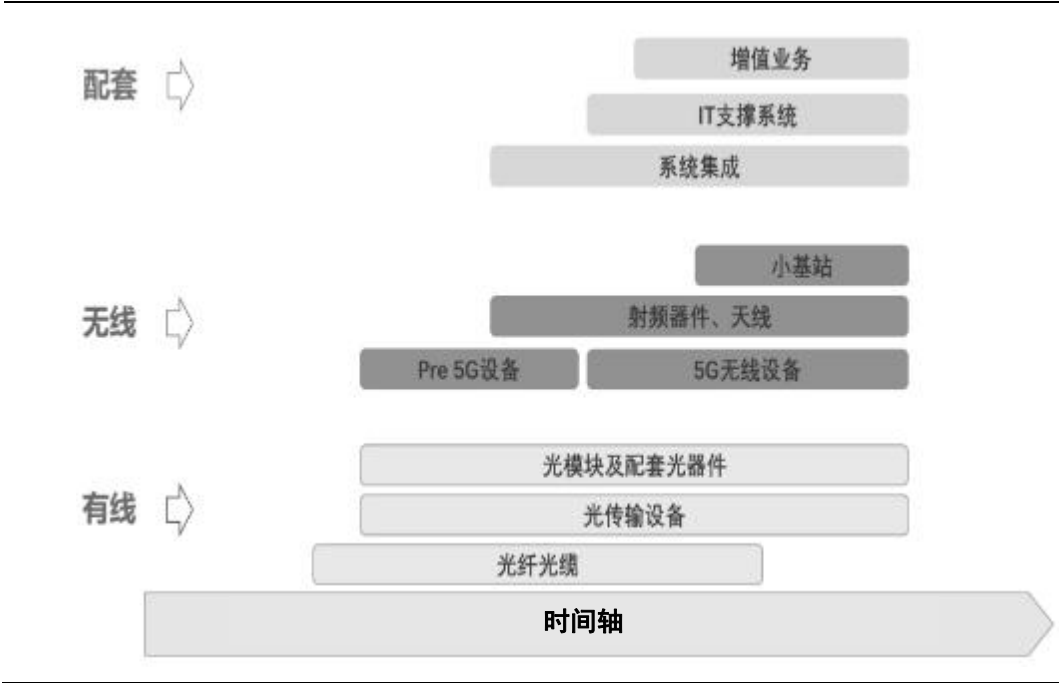 增值业务
配套
IT支撑系统
系统集成
小基站
无线
射频器件、天线
Pre 5G设备
5G无线设备
光模块及配套光器件
有线
光传输设备
光纤光缆
时间轴